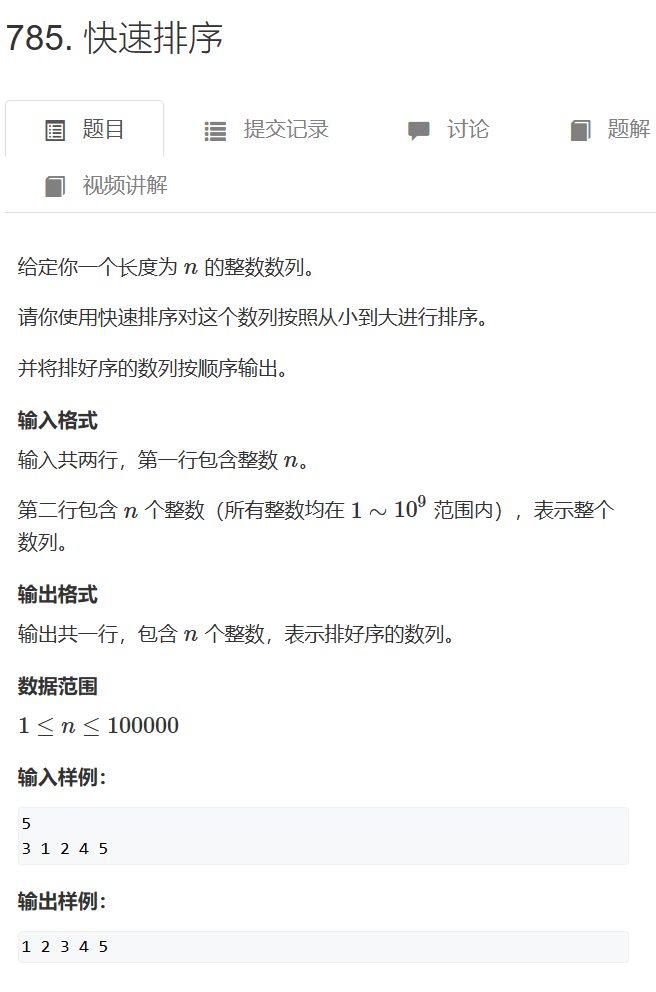 785. 快速排序
题目 提交记录 讨论 题解
视频讲解
给定你一个长度为 n 的整数数列。
请你使用快速排序对这个数列按照从小到大进行排序。
并将排好序的数列按顺序输出。
输入格式
输入共两行，第一行包含整数 n。
第二行包含 n 个整数（所有整数均在 1 ∼ 10⁹ 范围内），表示整个
数列。
输出格式
输出共一行，包含 n 个整数，表示排好序的数列。
数据范围
1 ≤ n ≤ 100000
输入样例：
5
3 1 2 4 5
输出样例：
1 2 3 4 5